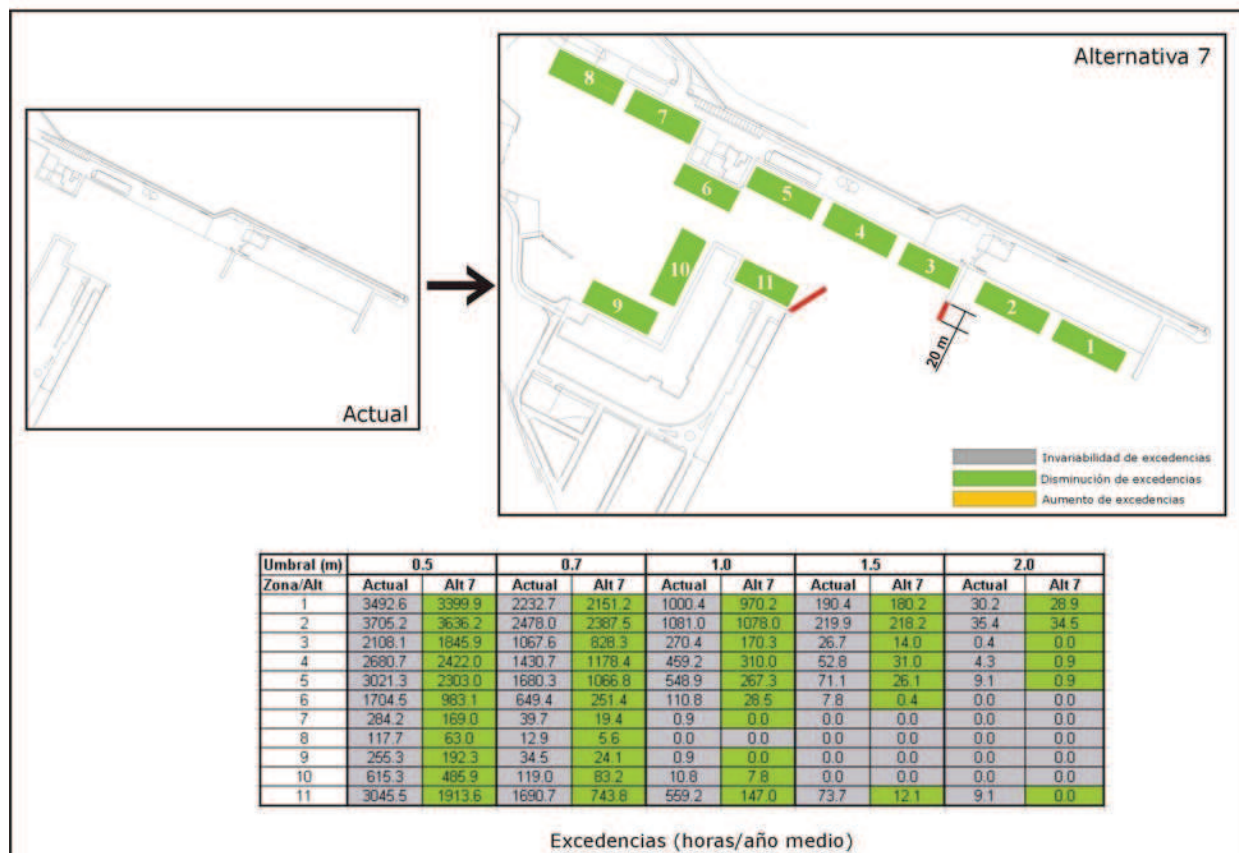 Alternativa 7
8
7
6
5
4
3
2
1
10
11
9
20 m
Actual
Invariabilidad de excedencias
Disminución de excedencias
Aumento de excedencias
Umbral (m) 0.5 0.7 1.0 1.5 2.0
Zona/Alt Actual Alt 7 Actual Alt 7 Actual Alt 7 Actual Alt 7 Actual Alt 7
1 3492.6 3399.9 2232.7 2151.2 1000.4 970.2 190.4 180.2 30.2 28.9
2 3705.2 3636.2 2478.0 2387.5 1081.0 1078.0 219.9 218.2 35.4 34.5
3 2108.1 1845.9 1067.6 828.3 270.4 170.3 26.7 14.0 0.4 0.0
4 2680.7 2422.0 1430.7 1178.4 459.2 310.0 52.8 31.0 4.3 0.9
5 3021.3 2303.0 1680.3 1066.8 548.9 267.3 71.1 26.1 9.1 0.9
6 1704.5 983.1 649.4 251.4 110.8 28.5 7.8 0.4 0.0 0.0
7 284.2 169.0 39.7 19.4 0.9 0.0 0.0 0.0 0.0 0.0
8 117.7 63.0 12.9 5.6 0.0 0.0 0.0 0.0 0.0 0.0
9 255.3 192.3 34.5 24.1 0.9 0.0 0.0 0.0 0.0 0.0
10 615.3 485.9 119.0 83.2 10.8 7.8 0.0 0.0 0.0 0.0
11 3045.5 1913.6 1690.7 743.8 559.2 147.0 73.7 12.1 9.1 0.0
Excedencias (horas/año medio)